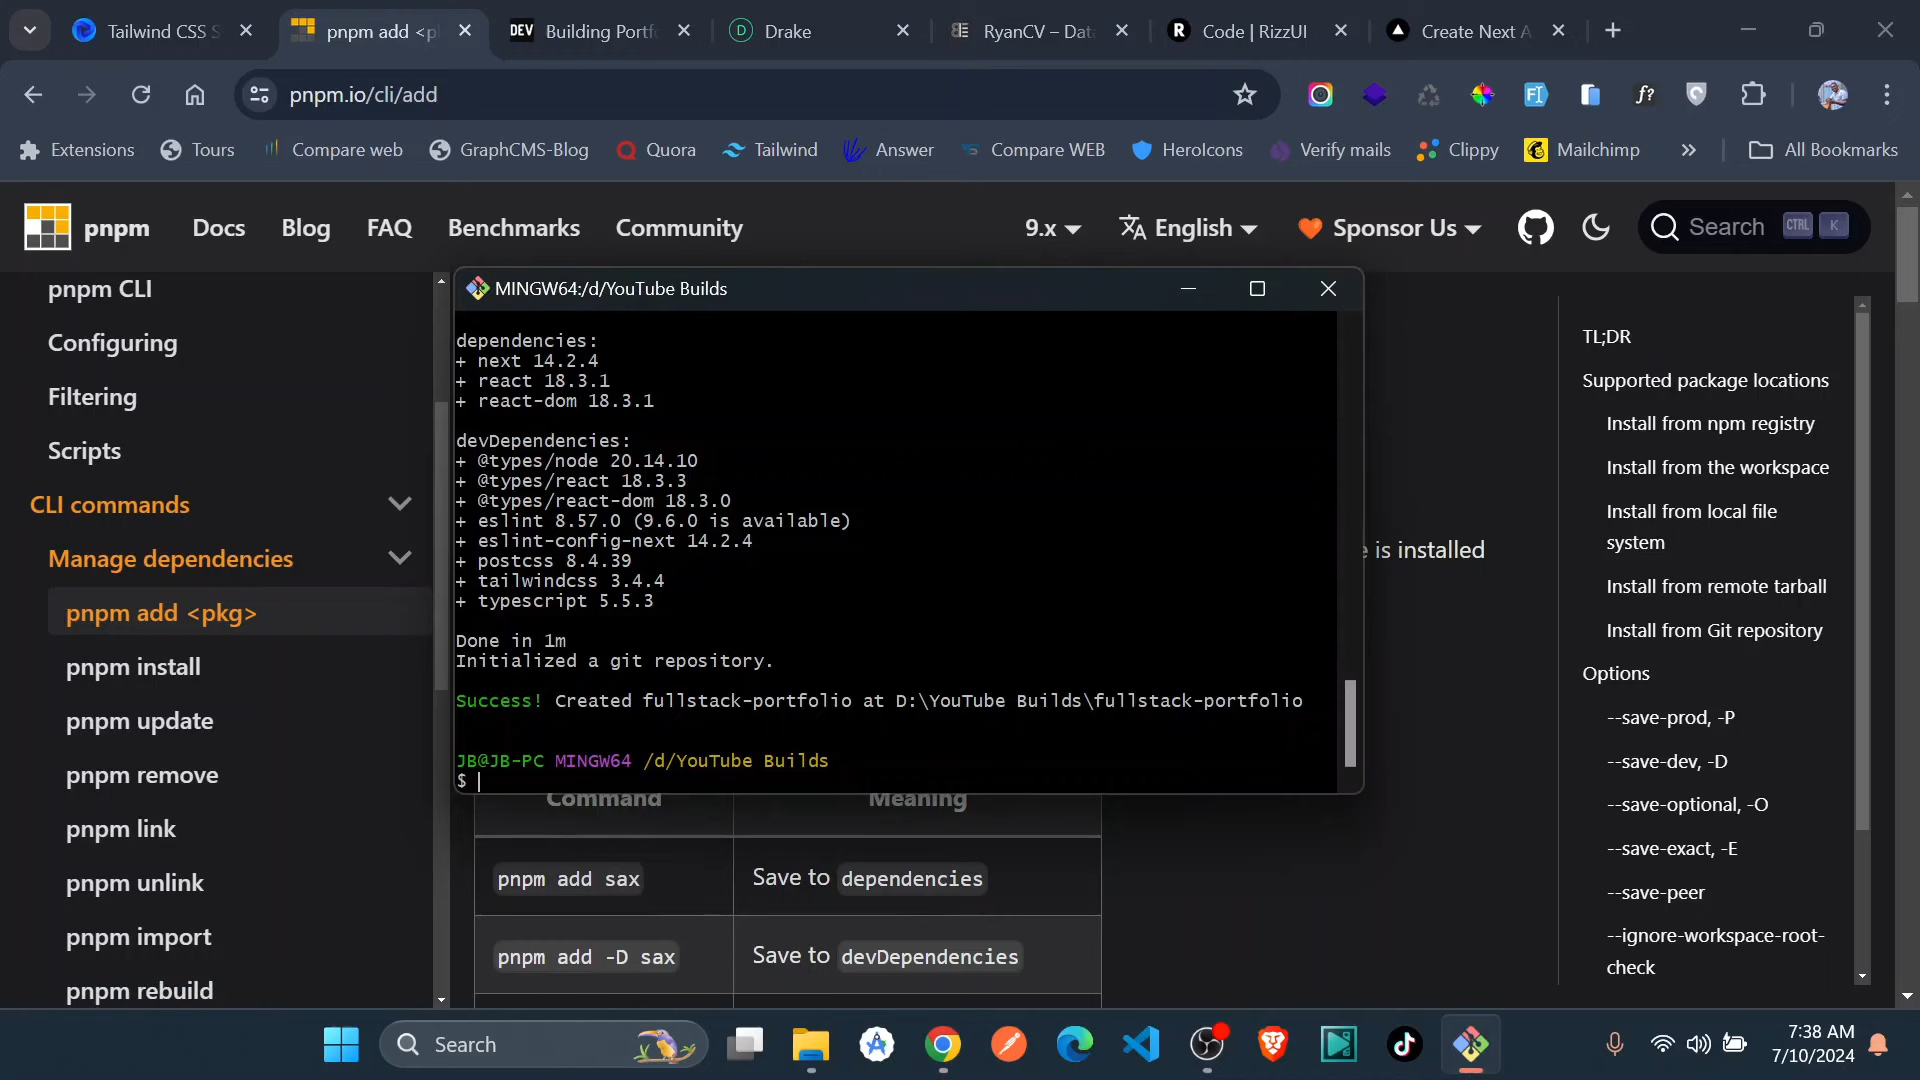 Tailwind CSS S
pnpm add <p
DEV
Building Portf
Drake
RyanCV – Dat
Code | RizzUI
Create Next A
pnpm.io/cli/add
Extensions
Tours
Compare web
GraphCMS-Blog
Quora
Tailwind
Answer
Compare WEB
HeroIcons
Verify mails
Clippy
Mailchimp
All Bookmarks
pnpm
Docs
Blog
FAQ
Benchmarks
Community
9.x
English
Sponsor Us
Search CTRL K
pnpm CLI
Configuring
Filtering
Scripts
CLI commands
Manage dependencies
pnpm add <pkg>
pnpm install
pnpm update
pnpm remove
pnpm link
pnpm unlink
pnpm import
pnpm rebuild
MINGW64:/d/YouTube Builds
dependencies:
+ next 14.2.4
+ react 18.3.1
+ react-dom 18.3.1
devDependencies:
+ @types/node 20.14.10
+ @types/react 18.3.3
+ @types/react-dom 18.3.0
+ eslint 8.57.0 (9.6.0 is available)
+ eslint-config-next 14.2.4
+ postcss 8.4.39
+ tailwindcss 3.4.4
+ typescript 5.5.3
Done in 1m
Initialized a git repository.
Success! Created fullstack-portfolio at D:\YouTube Builds\fullstack-portfolio
JB@JB-PC MINGW64 /d/YouTube Builds
$
is installed
Command
Meaning
pnpm add sax
Save to dependencies
pnpm add -D sax
Save to devDependencies
TL;DR
Supported package locations
Install from npm registry
Install from the workspace
Install from local file
system
Install from remote tarball
Install from Git repository
Options
--save-prod, -P
--save-dev, -D
--save-optional, -O
--save-exact, -E
--save-peer
--ignore-workspace-root-
check
Search
7:38 AM
7/10/2024